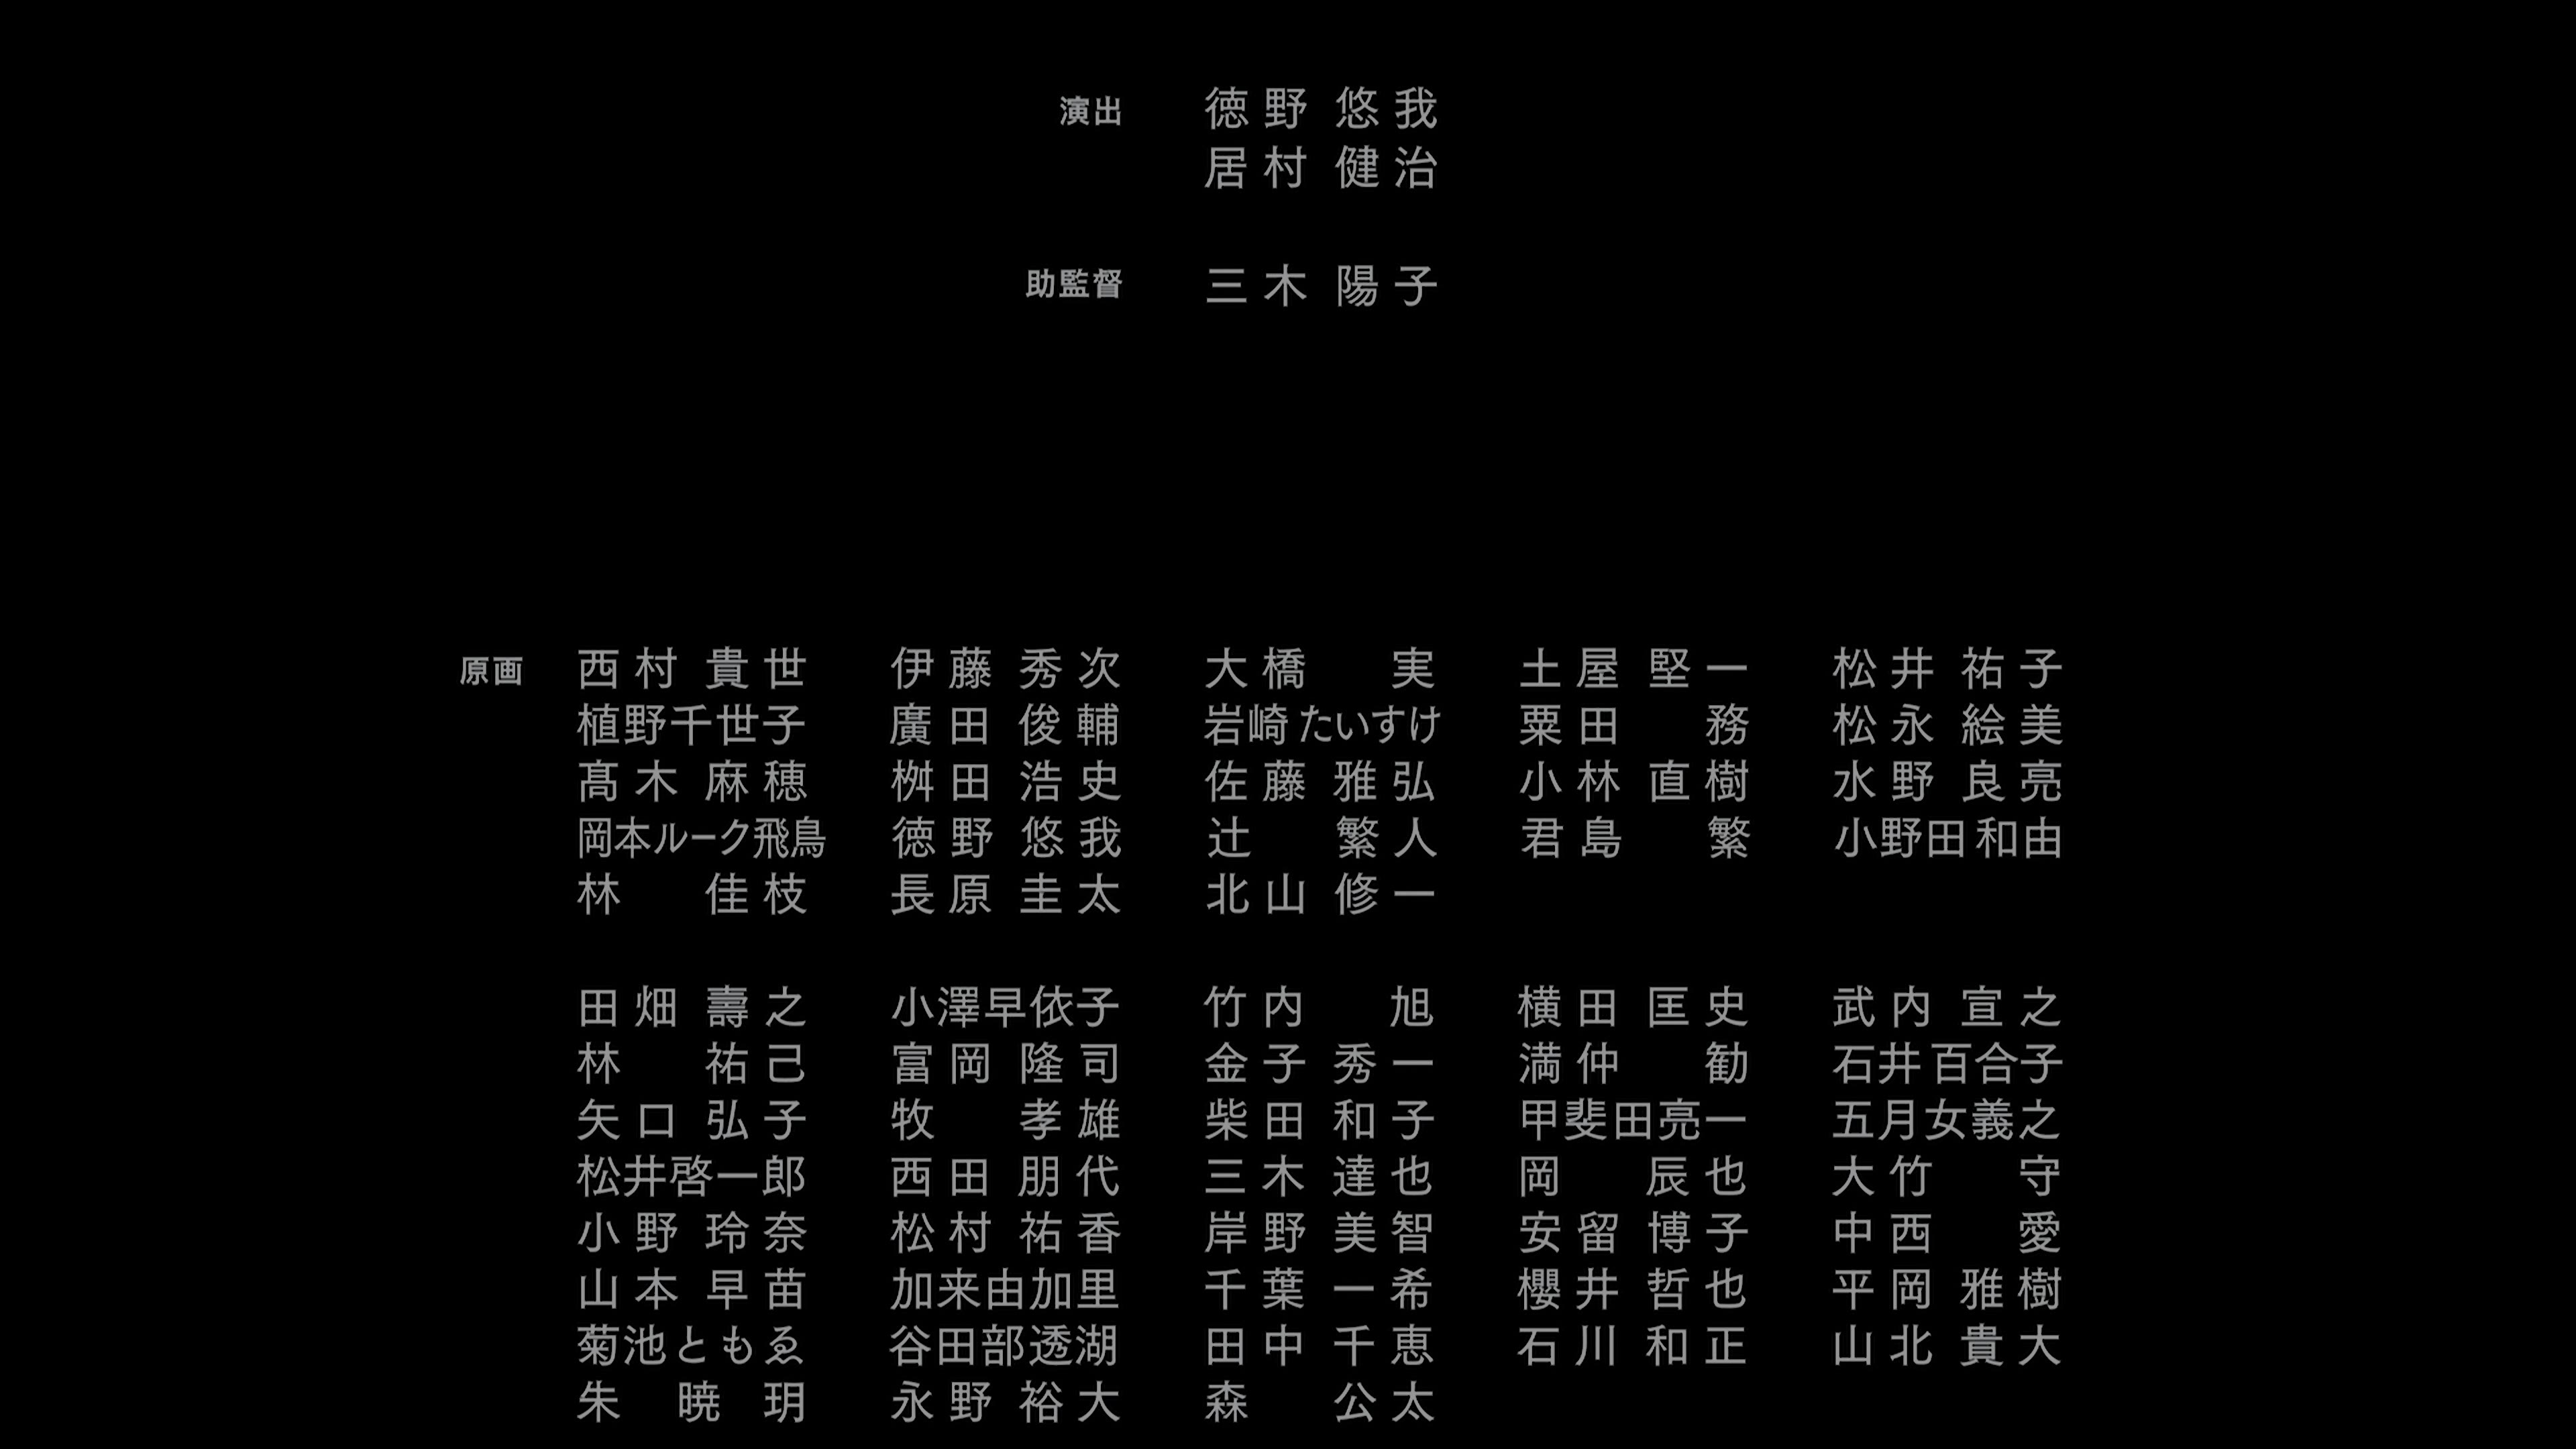 演出 徳野 悠我
居村 健治
助監督 三木 陽子
原画 西村 貴世 伊藤 秀次 大橋 実 土屋 堅一 松井 祐子
植野千世子 廣田 俊輔 岩崎たいすけ 粟田 務 松永 絵美
髙木 麻穂 桝田 浩史 佐藤 雅弘 小林 直樹 水野 良亮
岡本ルーク飛鳥 徳野 悠我 辻 繁人 君島 繁 小野田和由
林 佳枝 長原 圭太 北山 修一
田畑 壽之 小澤早依子 竹内 旭 横田 匡史 武内 宣之
林 祐己 富岡 隆司 金子 秀一 満仲 勧 石井百合子
矢口 弘子 牧 孝雄 柴田 和子 甲斐田亮一 五月女義之
松井啓一郎 西田 朋代 三木 達也 岡 辰也 大竹 守
小野 玲奈 松村 祐香 岸野 美智 安留 博子 中西 愛
山本 早苗 加来由加里 千葉 一希 櫻井 哲也 平岡 雅樹
菊池ともゑ 谷田部透湖 田中 千恵 石川 和正 山北 貴大
朱 暁 玥 永野 裕大 森 公太